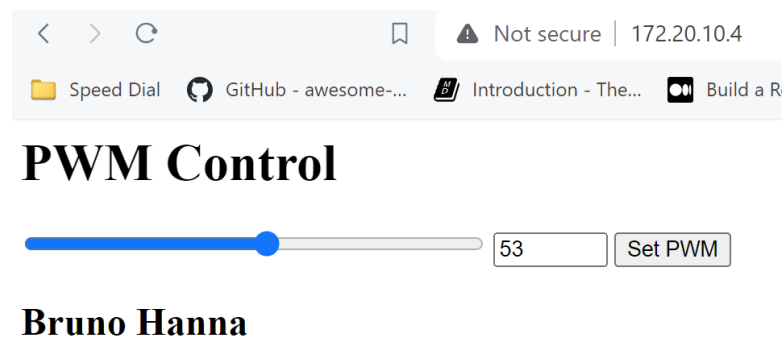 Not secure 172.20.10.4
Speed Dial GitHub - awesome-... Introduction - The... Build a R
PWM Control
53 Set PWM
Bruno Hanna